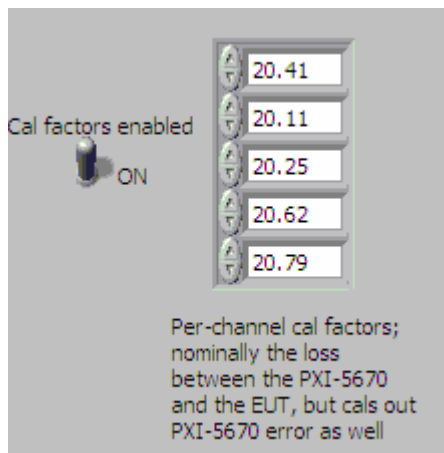 20.41
20.11
Cal factors enabled
20.25
ON
20.62
20.79
Per-channel cal factors;
nominally the loss
between the PXI-5670
and the EUT, but cals out
PXI-5670 error as well